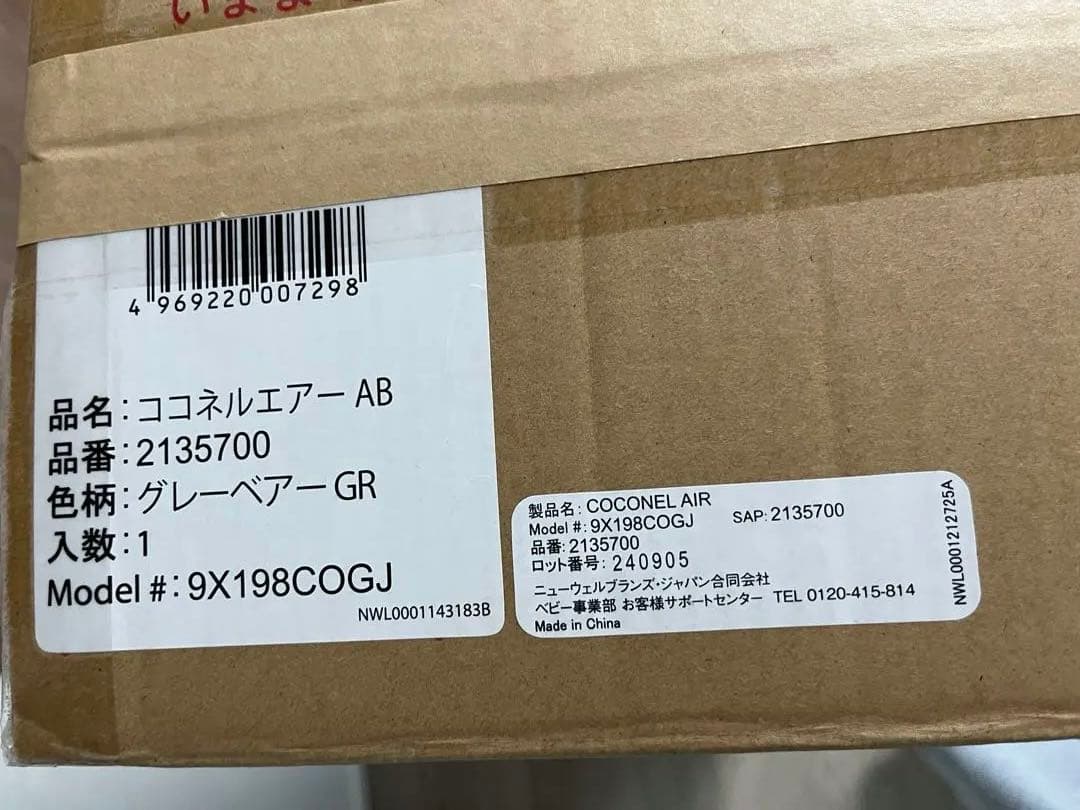 4 969220 007298
品名:ココネルエアー AB
品番:2135700
色柄:グレーベアー GR
入数:1
Model #:9X198COGJ
NWL0001143183B
製品名: COCONEL AIR
Model #: 9X198COGJ SAP: 2135700
品番: 2135700
ロット番号: 240905
ニューウェルブランズ・ジャパン合同会社
ベビー事業部 お客様サポートセンター TEL 0120-415-814
Made in China
NWL0001212725A